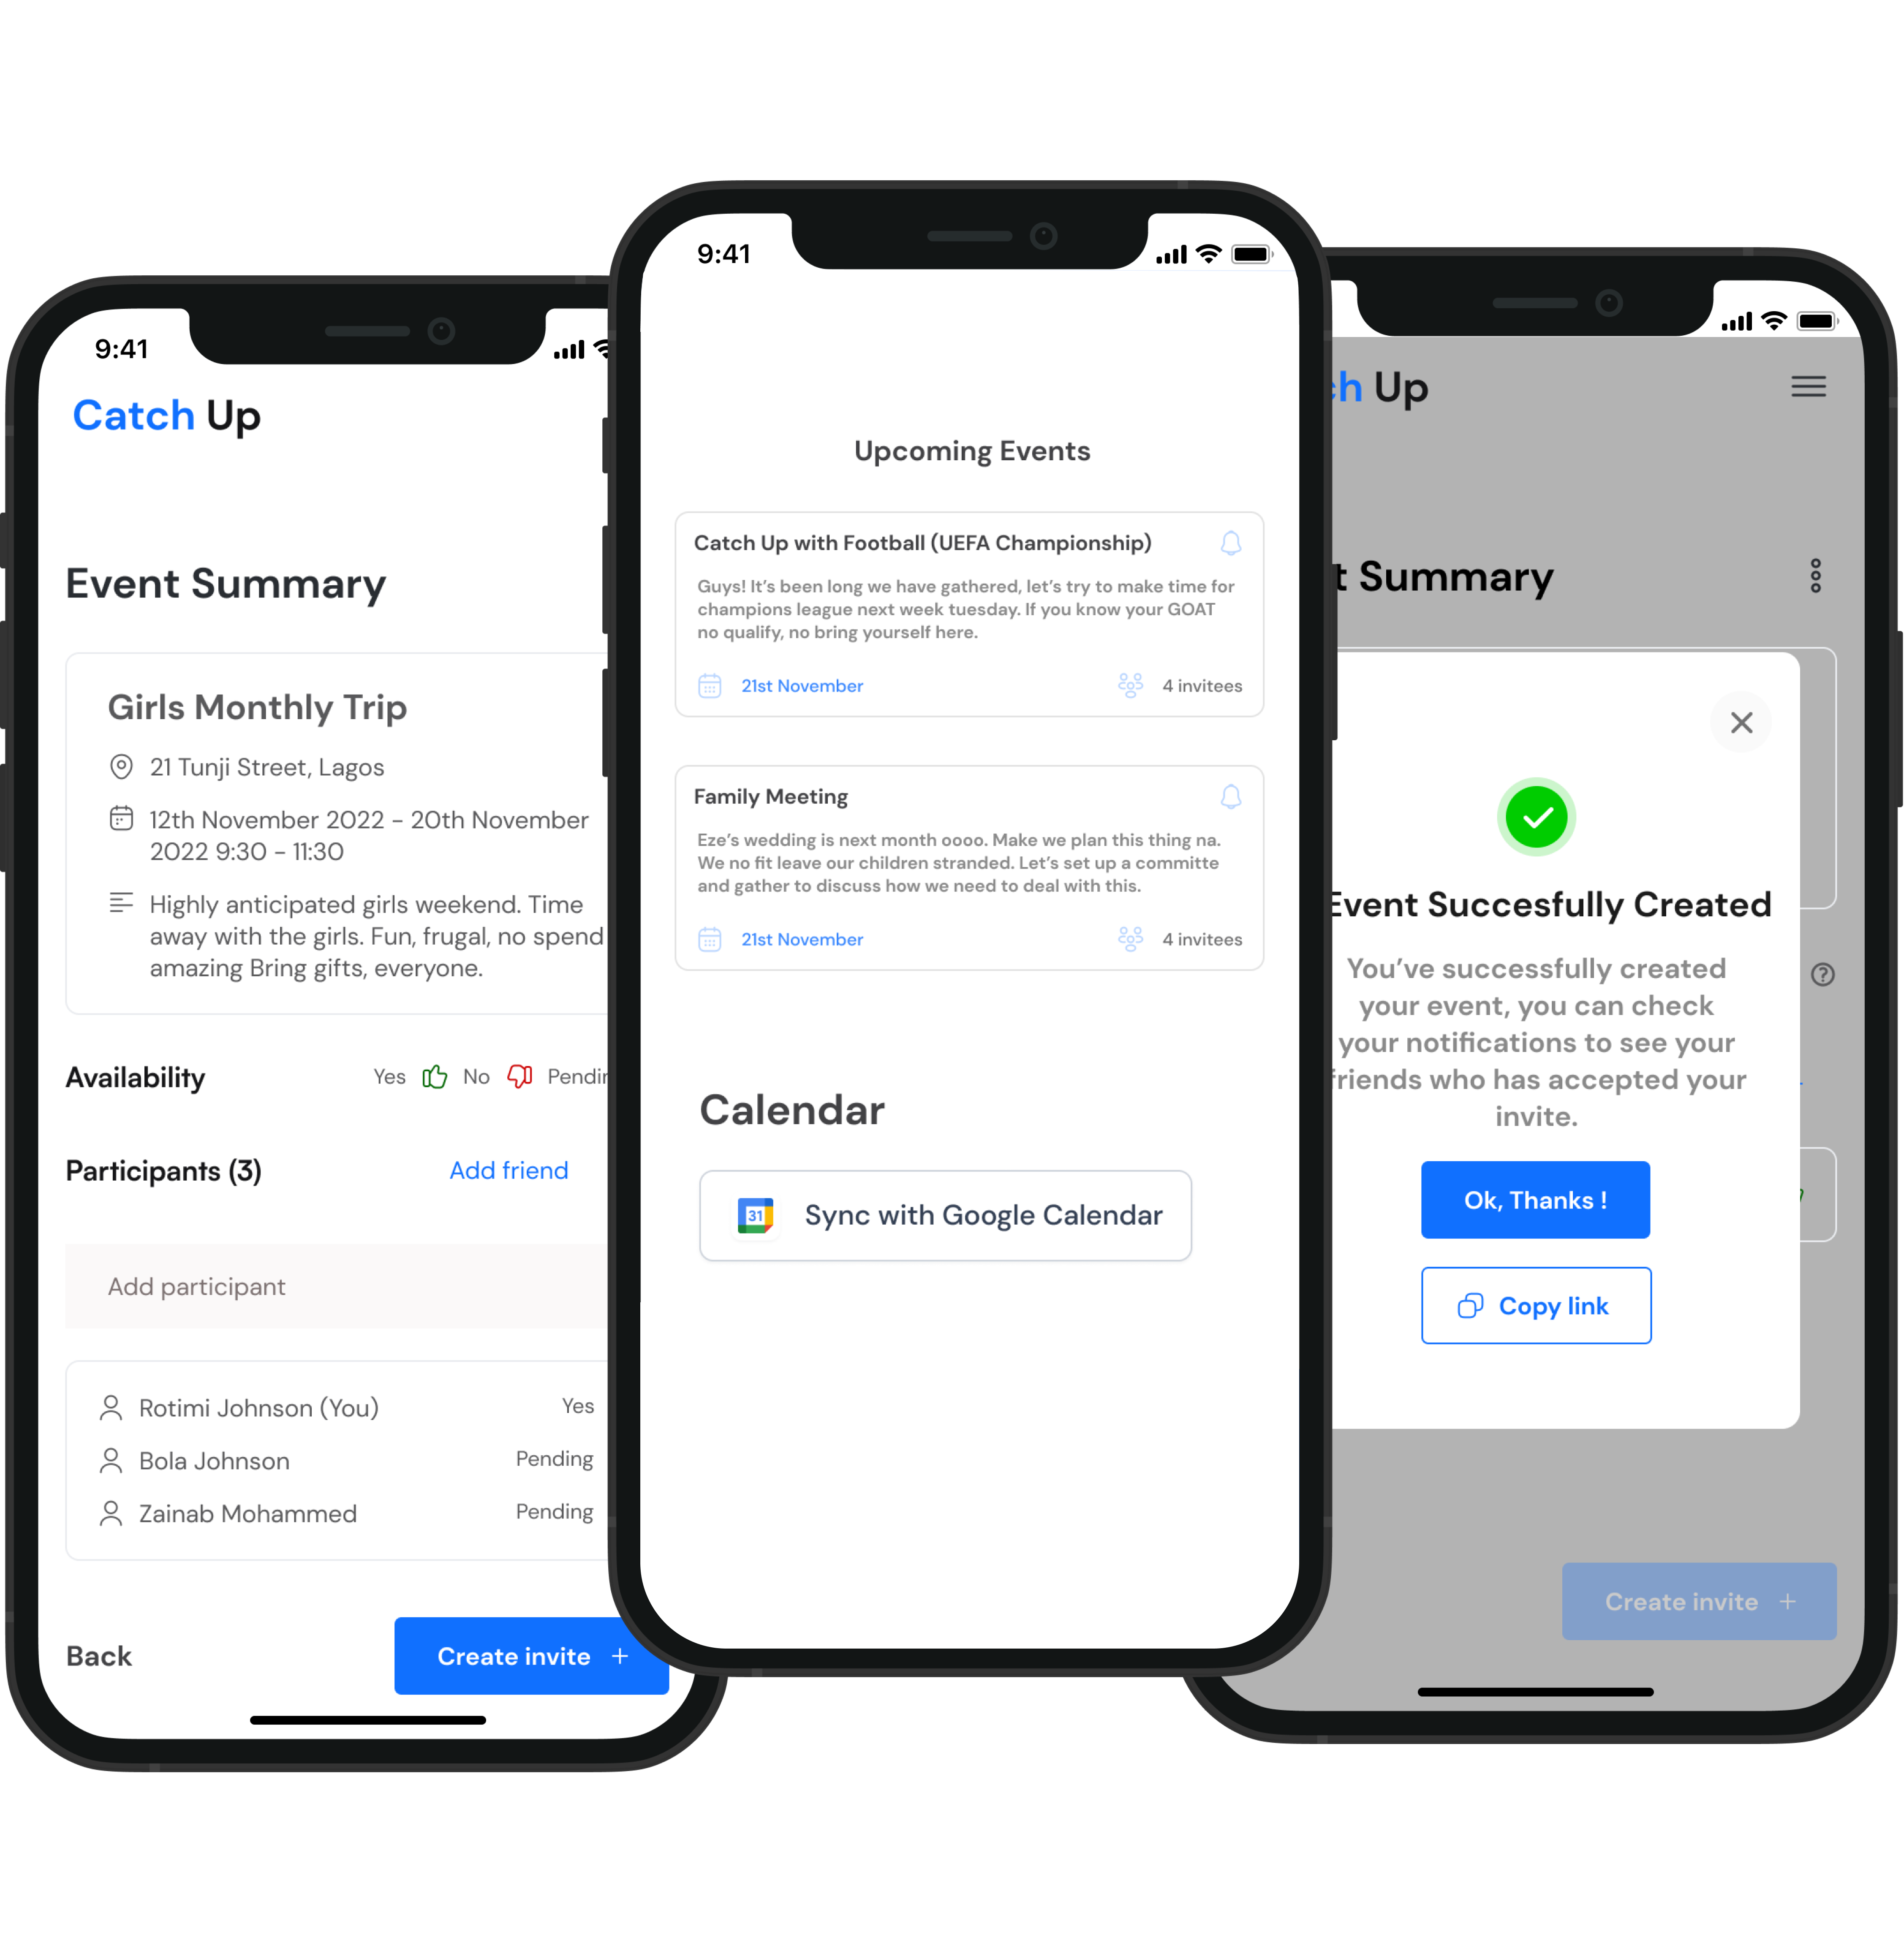 9:41
Catch Up
Event Summary
Girls Monthly Trip
21 Tunji Street, Lagos
12th November 2022 - 20th November
2022 9:30 - 11:30
Highly anticipated girls weekend. Time
away with the girls. Fun, frugal, no spend
amazing Bring gifts, everyone.
Availability
Yes No Pendin
Participants (3)
Add friend
Add participant
Rotimi Johnson (You) Yes
Bola Johnson Pending
Zainab Mohammed Pending
Back
Create invite +
9:41
Upcoming Events
Catch Up with Football (UEFA Championship)
Guys! It's been long we have gathered, let's try to make time for
champions league next week tuesday. If you know your GOAT
no qualify, no bring yourself here.
21st November 4 invitees
Family Meeting
Eze's wedding is next month oooo. Make we plan this thing na.
We no fit leave our children stranded. Let's set up a committe
and gather to discuss how we need to deal with this.
21st November 4 invitees
Calendar
31 Sync with Google Calendar
ch Up
t Summary
Event Succesfully Created
You've successfully created
your event, you can check
your notifications to see your
friends who has accepted your
invite.
Ok, Thanks !
Copy link
Create invite +